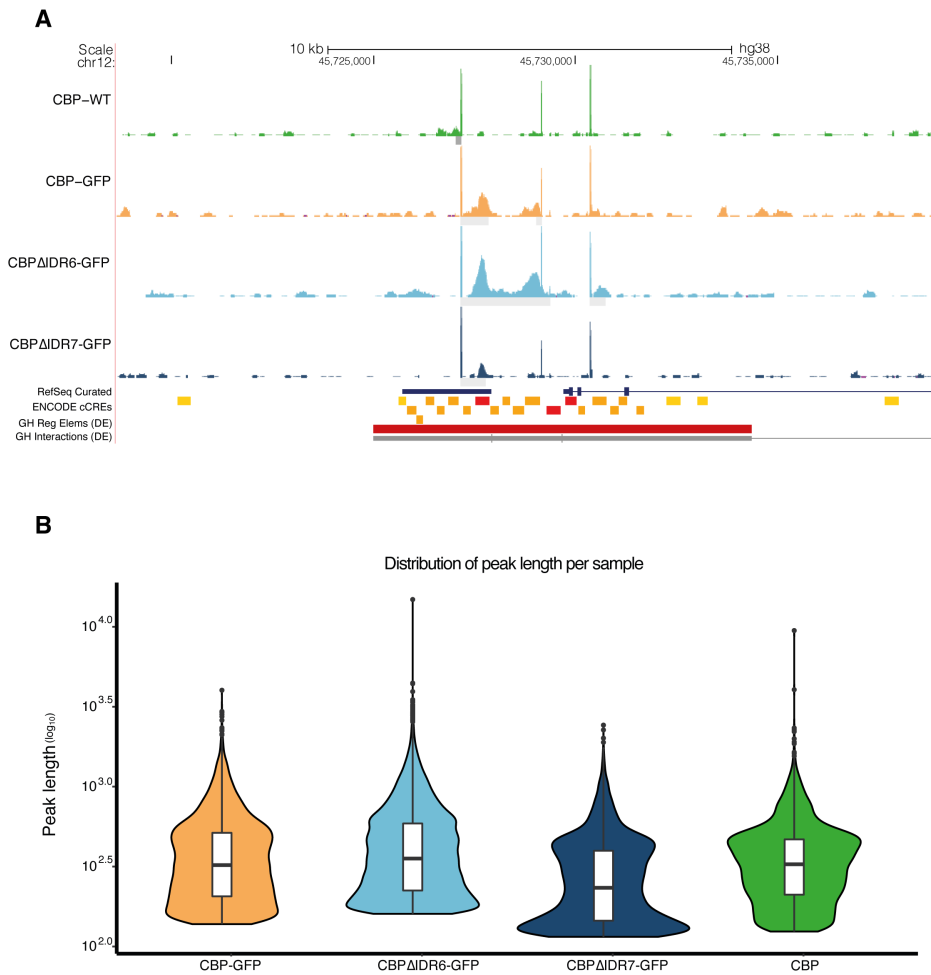 A
Scale 10 kb hg38
chr12: 45,725,000 45,730,000 45,735,000
CBP–WT
CBP–GFP
CBPΔIDR6-GFP
CBPΔIDR7-GFP
RefSeq Curated
ENCODE cCREs
GH Reg Elems (DE)
GH Interactions (DE)
B
Distribution of peak length per sample
Peak length (log10)
10^4.0
10^3.5
10^3.0
10^2.5
10^2.0
CBP-GFP CBPΔIDR6-GFP CBPΔIDR7-GFP CBP